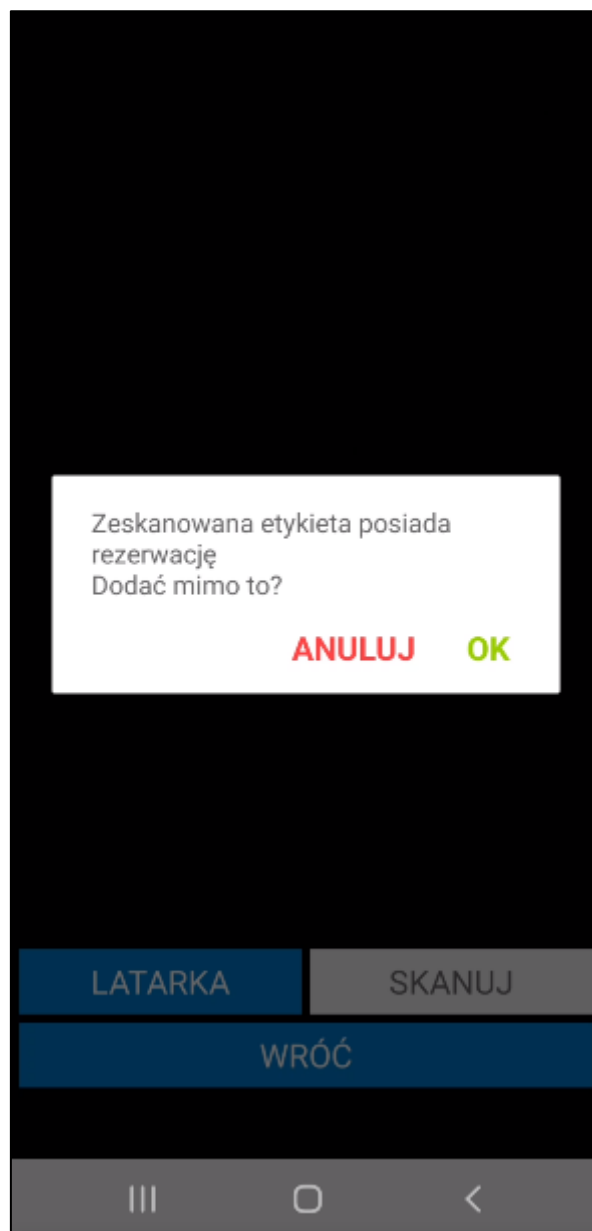 Zeskanowana etykieta posiada
rezerwację
Dodać mimo to?
ANULUJ OK
LATARKA SKANUJ
WRÓĆ